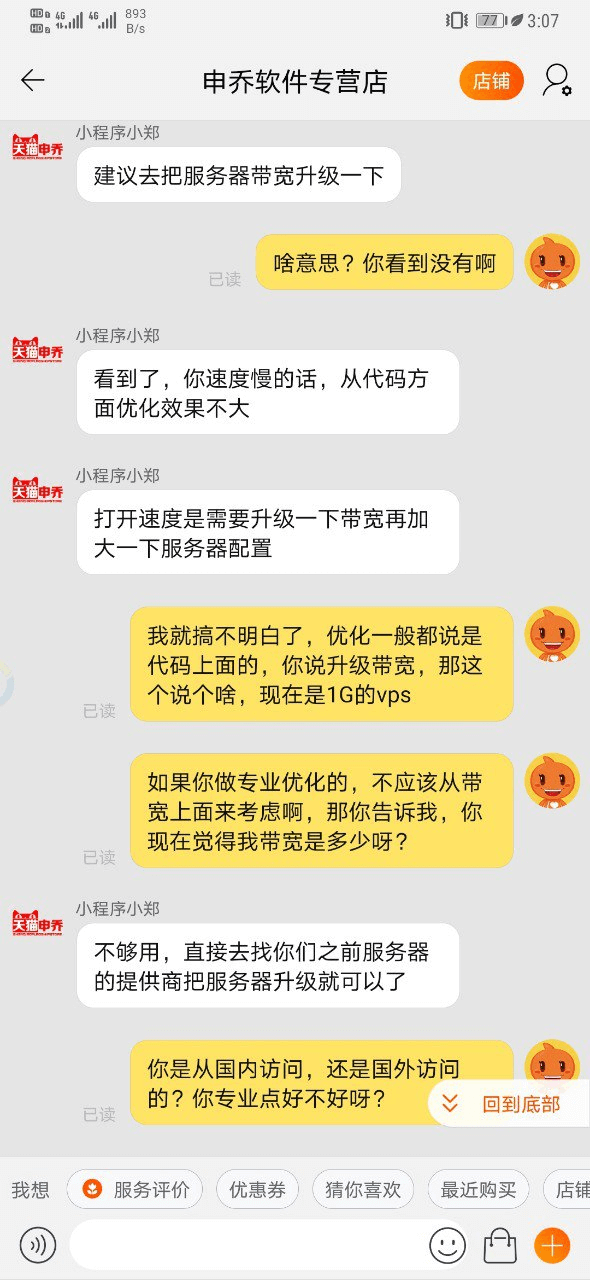 HD B 4G 4G 893 B/s 77 3:07
HD B
申乔软件专营店 店铺
小程序小郑
天猫申乔
建议去把服务器带宽升级一下
啥意思？你看到没有啊
已读
小程序小郑
天猫申乔
看到了，你速度慢的话，从代码方
面优化效果不大
小程序小郑
天猫申乔
打开速度是需要升级一下带宽再加
大一下服务器配置
我就搞不明白了，优化一般都说是
代码上面的，你说升级带宽，那这
个说个啥，现在是1G的vps
已读
如果你做专业优化的，不应该从带
宽上面来考虑啊，那你告诉我，你
现在觉得我带宽是多少呀？
已读
小程序小郑
天猫申乔
不够用，直接去找你们之前服务器
的提供商把服务器升级就可以了
你是从国内访问，还是国外访问
的？你专业点好不好呀？
已读
回到底部
我想 服务评价 优惠券 猜你喜欢 最近购买 店铺